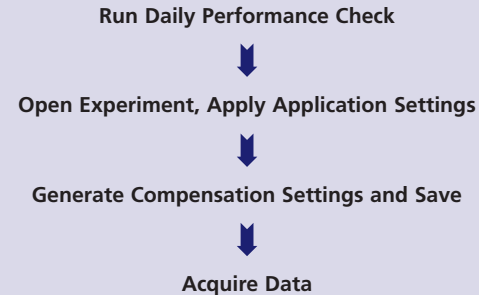 Run Daily Performance Check
Open Experiment, Apply Application Settings
Generate Compensation Settings and Save
Acquire Data